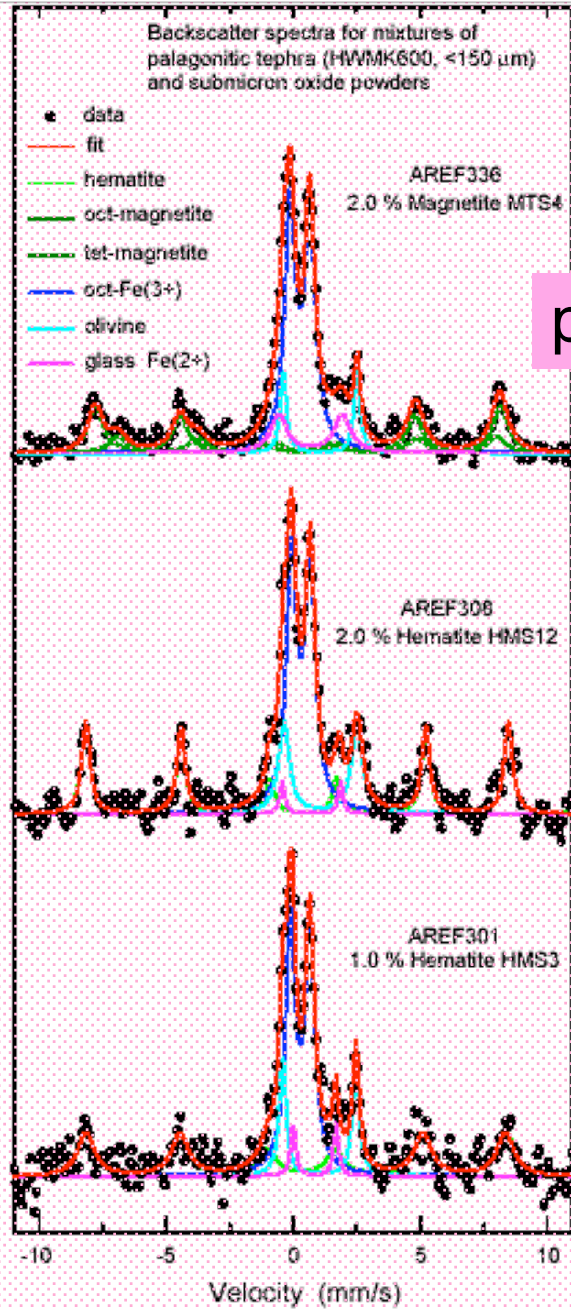 Backscatter spectra for mixtures of
palagonitic tephra (HWMK600, <150 µm)
and submicron oxide powders
data
fit
hematite
oct-magnetite
tet-magnetite
oct-Fe(3+)
olivine
glass Fe(2+)
AREF336
2.0 % Magnetite MTS4
p
AREF308
2.0 % Hematite HMS12
AREF301
1.0 % Hematite HMS3
-10 -5 0 5 10
Velocity (mm/s)